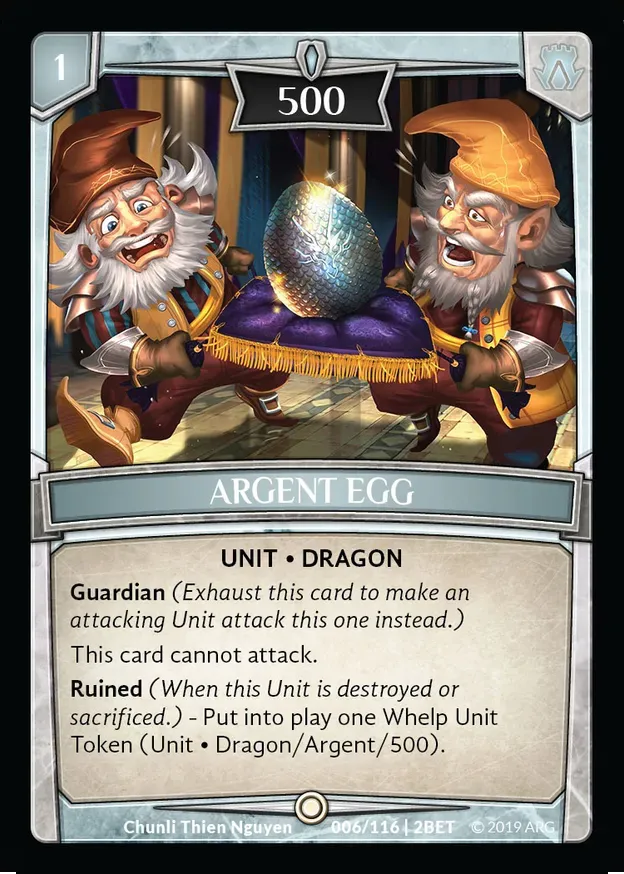 1
500
ARGENT EGG
UNIT • DRAGON
Guardian (Exhaust this card to make an
attacking Unit attack this one instead.)
This card cannot attack.
Ruined (When this Unit is destroyed or
sacrificed.) - Put into play one Whelp Unit
Token (Unit • Dragon/Argent/500).
Chunli Thien Nguyen 006/116 | 2BET © 2019 ARG